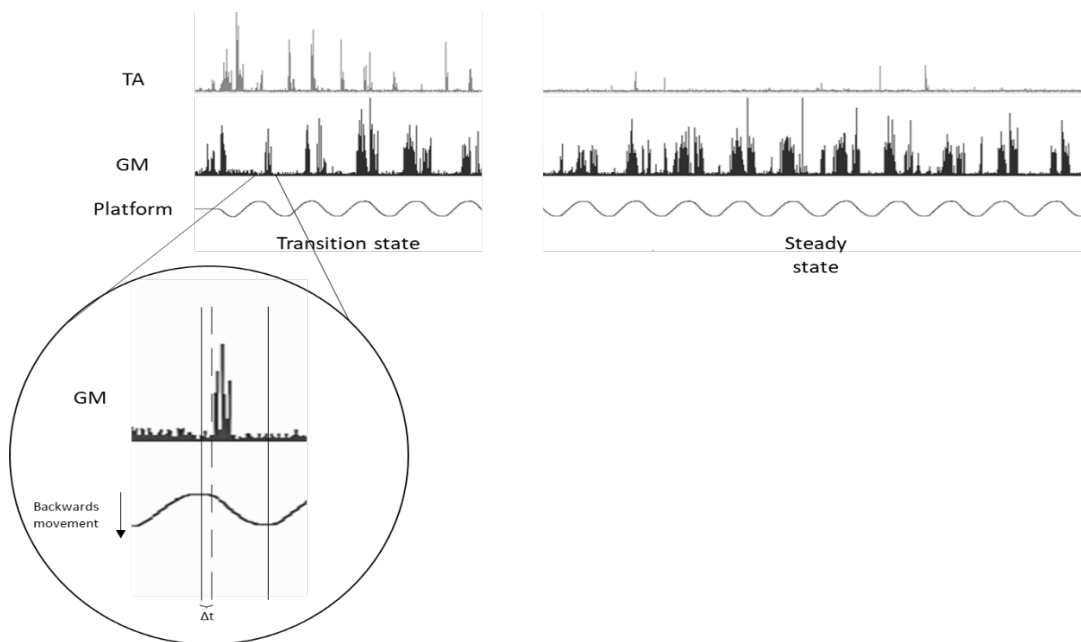 TA
GM
Platform
Transition state
Steady
state
GM
Backwards
movement
Δt